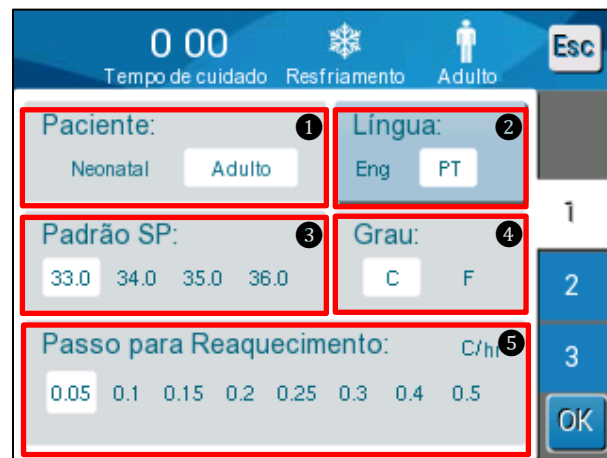 0 00
Tempo de cuidado Resfriamento Adulto
Esc
Paciente: 1
Neonatal Adulto
Língua: 2
Eng PT
Padrão SP: 3
33.0 34.0 35.0 36.0
Grau: 4
C F
Passo para Reaquecimento: C/hr 5
0.05 0.1 0.15 0.2 0.25 0.3 0.4 0.5
1
2
3
OK